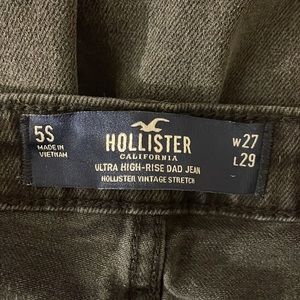 5S
MADE IN
VIETNAM
HOLLISTER
CALIFORNIA
ULTRA HIGH-RISE DAD JEAN
HOLLISTER VINTAGE STRETCH
W27
L29